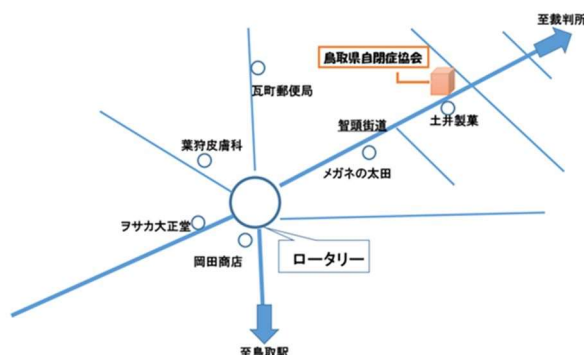 至裁判所
鳥取県自閉症協会
瓦町郵便局
土井製菓
智頭街道
葉狩皮膚科
メガネの太田
ヲサカ大正堂
岡田商店
ロータリー
至鳥取駅